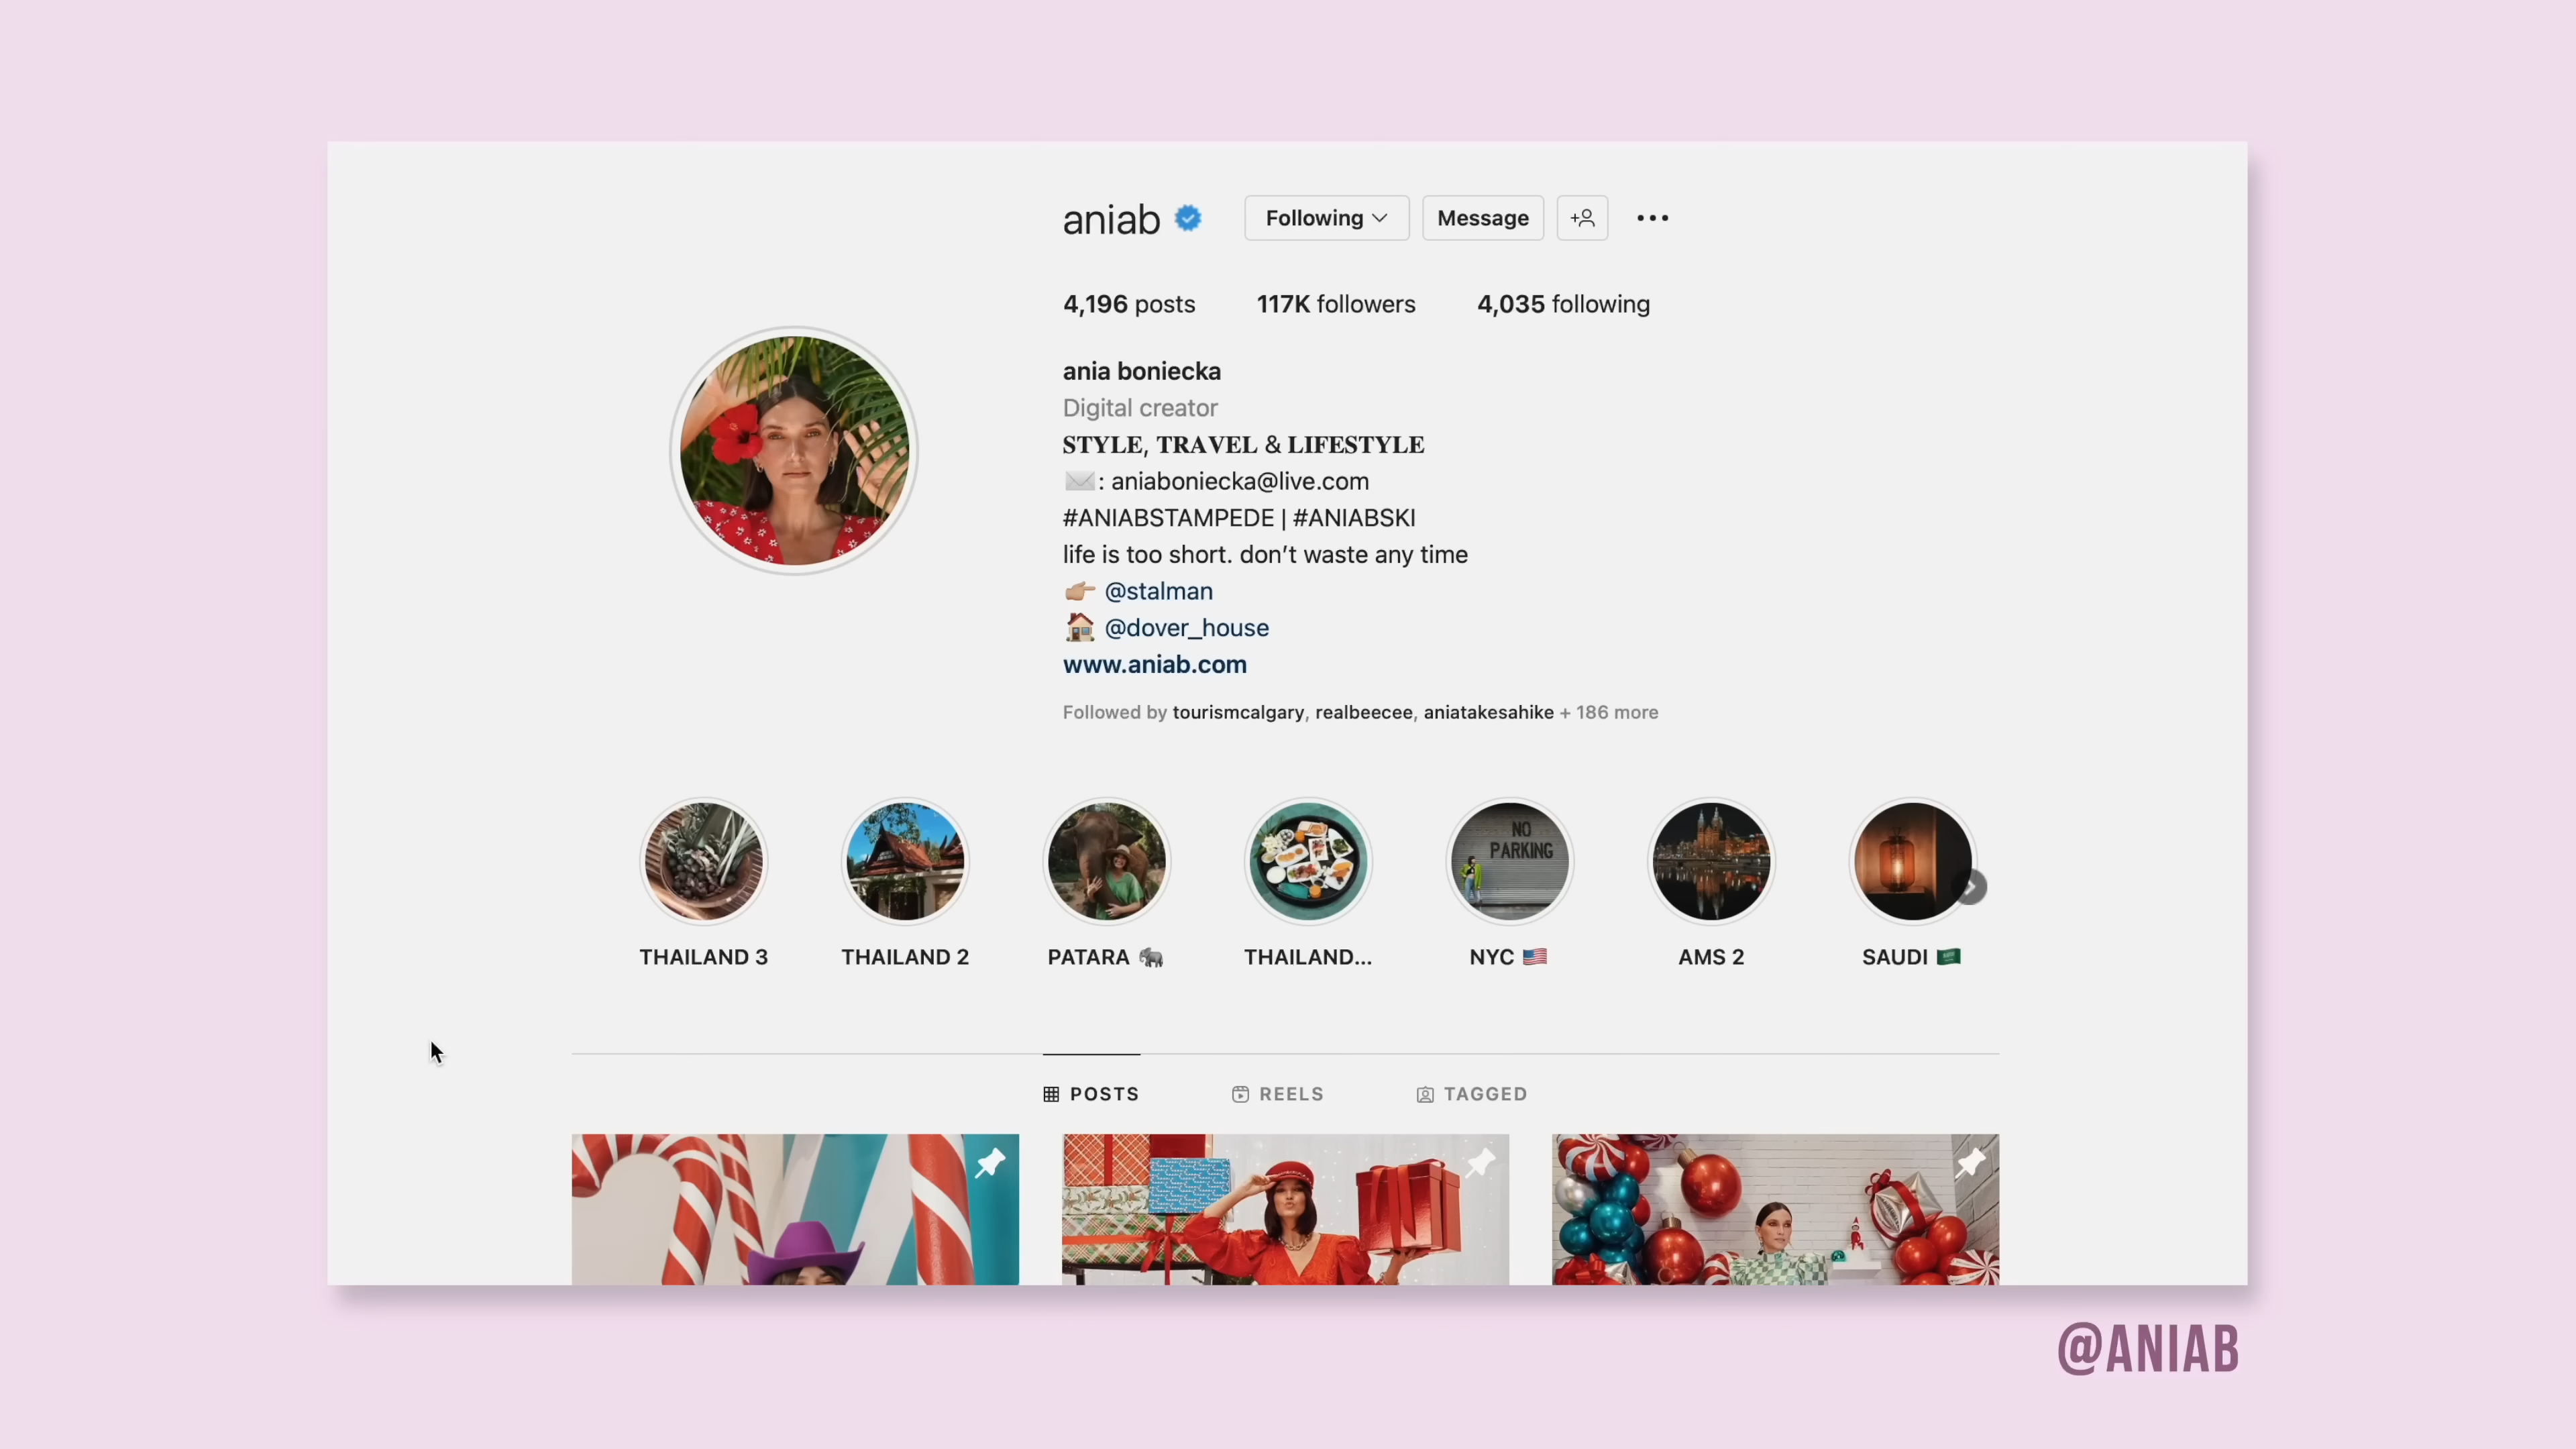 aniab Following Message
4,196 posts 117K followers 4,035 following
ania boniecka
Digital creator
𝐒𝐓𝐘𝐋𝐄, 𝐓𝐑𝐀𝐕𝐄𝐋 & 𝐋𝐈𝐅𝐄𝐒𝐓𝐘𝐋𝐄
✉️: aniaboniecka@live.com
#ANIABSTAMPEDE | #ANIABSKI
life is too short. don’t waste any time
👉🏼 @stalman
🏠 @dover_house
www.aniab.com
Followed by tourismcalgary, realbeecee, aniatakesahike + 186 more
NO
PARKING
THAILAND 3 THAILAND 2 PATARA 🐘 THAILAND... NYC 🇺🇸 AMS 2 SAUDI 🇸🇦
POSTS REELS TAGGED
@ANIAB